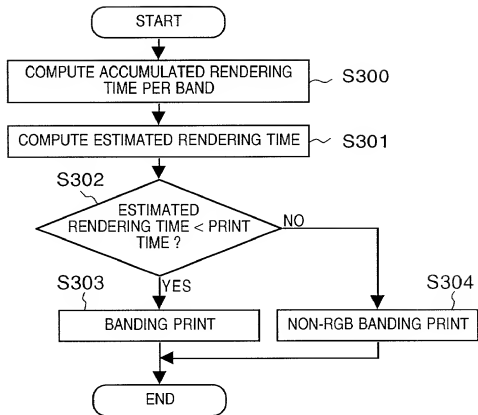 START
COMPUTE ACCUMULATED RENDERING
TIME PER BAND
S300
COMPUTE ESTIMATED RENDERING TIME
S301
S302
ESTIMATED
RENDERING TIME < PRINT
TIME ?
NO
YES
S303
BANDING PRINT
S304
NON-RGB BANDING PRINT
END